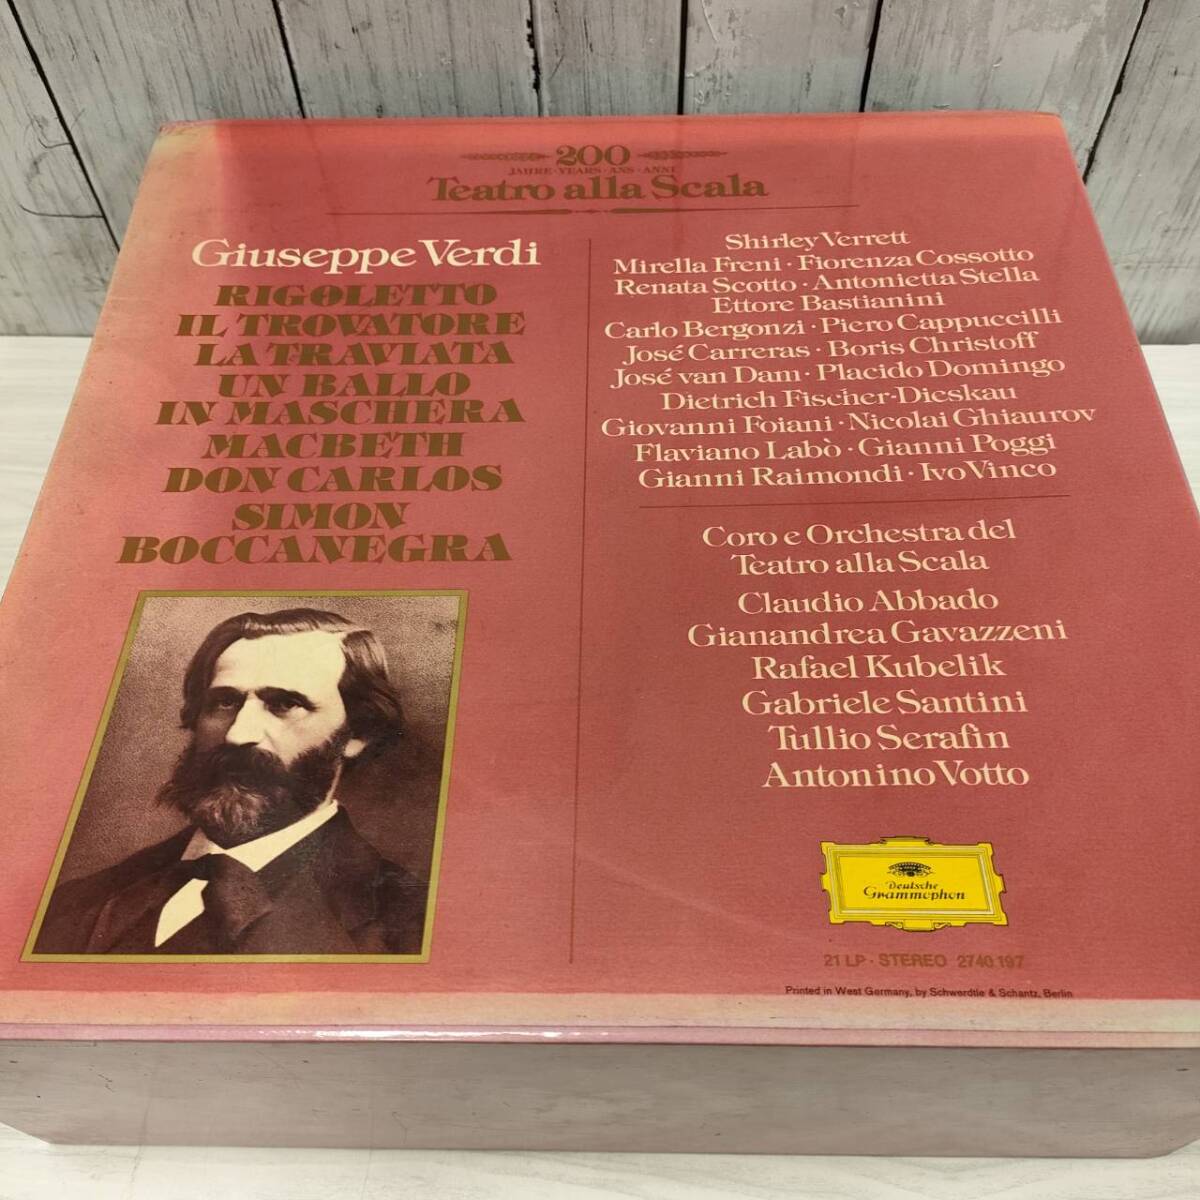 200
JAHRE · YEARS · ANS · ANNI
Teatro alla Scala
Giuseppe Verdi
RIGOLETTO
IL TROVATORE
LA TRAVIATA
UN BALLO
IN MASCHERA
MACBETH
DON CARLOS
SIMON
BOCCANEGRA
Shirley Verrett
Mirella Freni · Fiorenza Cossotto
Renata Scotto · Antonietta Stella
Ettore Bastianini
Carlo Bergonzi · Piero Cappuccilli
José Carreras · Boris Christoff
José van Dam · Placido Domingo
Dietrich Fischer-Dieskau
Giovanni Foiani · Nicolai Ghiaurov
Flaviano Labò · Gianni Poggi
Gianni Raimondi · Ivo Vinco
Coro e Orchestra del
Teatro alla Scala
Claudio Abbado
Gianandrea Gavazzeni
Rafael Kubelik
Gabriele Santini
Tullio Serafin
Antonino Votto
Deutsche
Grammophon
21 LP · STEREO 2740 197
Printed in West Germany, by Schwerdtle & Schantz, Berlin